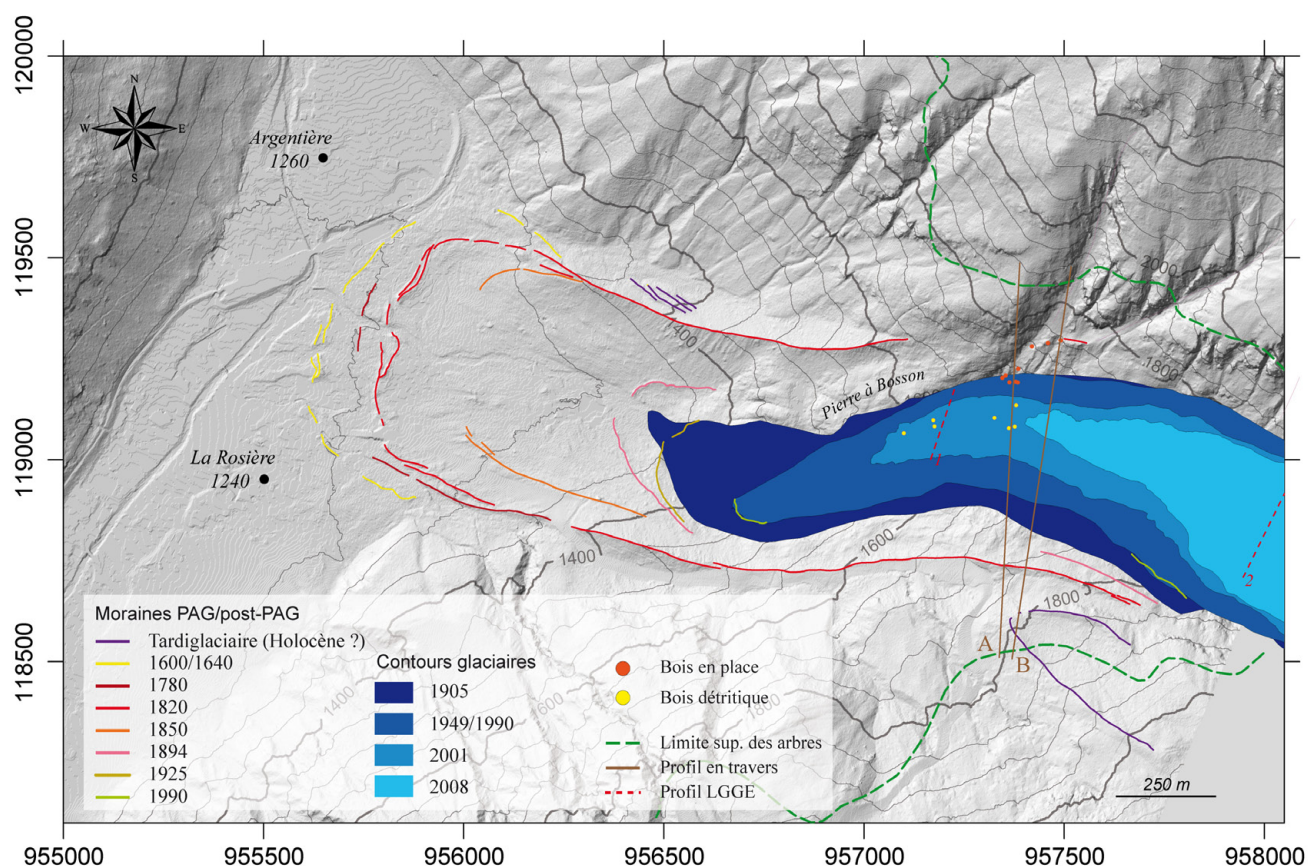 120000
119500
119000
118500
N
W
E
S
Argentière
1260
La Rosière
1240
Pierre à Bosson
2000
1800
1400
1600
1400
1800
1400
1800
1
2
A
B
Moraines PAG/post-PAG
Tardiglaciaire (Holocène ?)
1600/1640
1780
1820
1850
1894
1925
1990
Contours glaciaires
1905
1949/1990
2001
2008
Bois en place
Bois détritique
Limite sup. des arbres
Profil en travers
Profil LGGE
250 m
955000
955500
956000
956500
957000
957500
958000